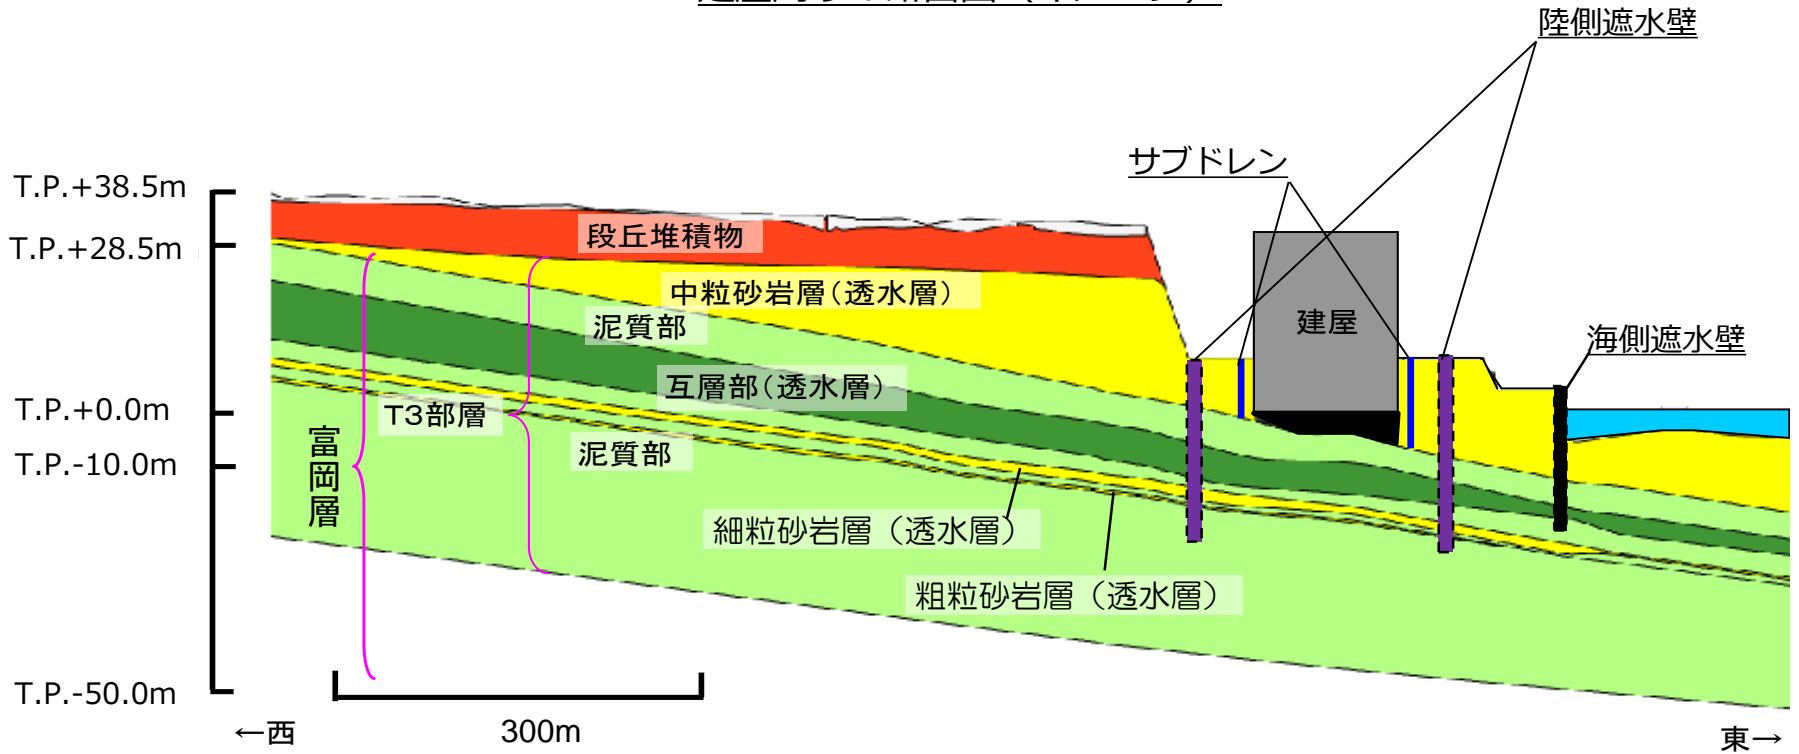 陸側遮水壁
サブドレン
T.P.+38.5m
T.P.+28.5m
段丘堆積物
中粒砂岩層（透水層）
泥質部
建屋
海側遮水壁
互層部（透水層）
T.P.+0.0m
T3部層
富岡層
泥質部
T.P.-10.0m
細粒砂岩層（透水層）
粗粒砂岩層（透水層）
T.P.-50.0m
←西
300m
東→